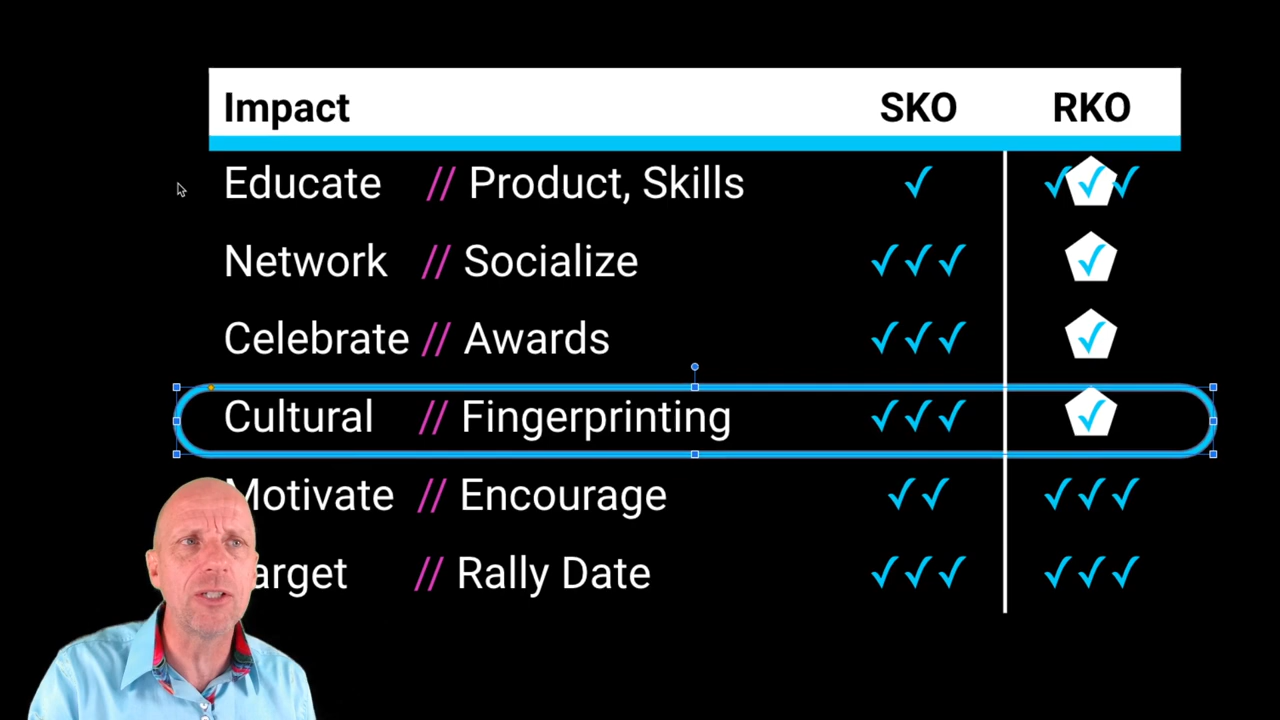 Impact SKO RKO
Educate // Product, Skills ✓ ✓✓✓
Network // Socialize ✓✓✓ ✓
Celebrate // Awards ✓✓✓ ✓
Cultural // Fingerprinting ✓✓✓ ✓
Motivate // Encourage ✓✓ ✓✓✓
arget // Rally Date ✓✓✓ ✓✓✓